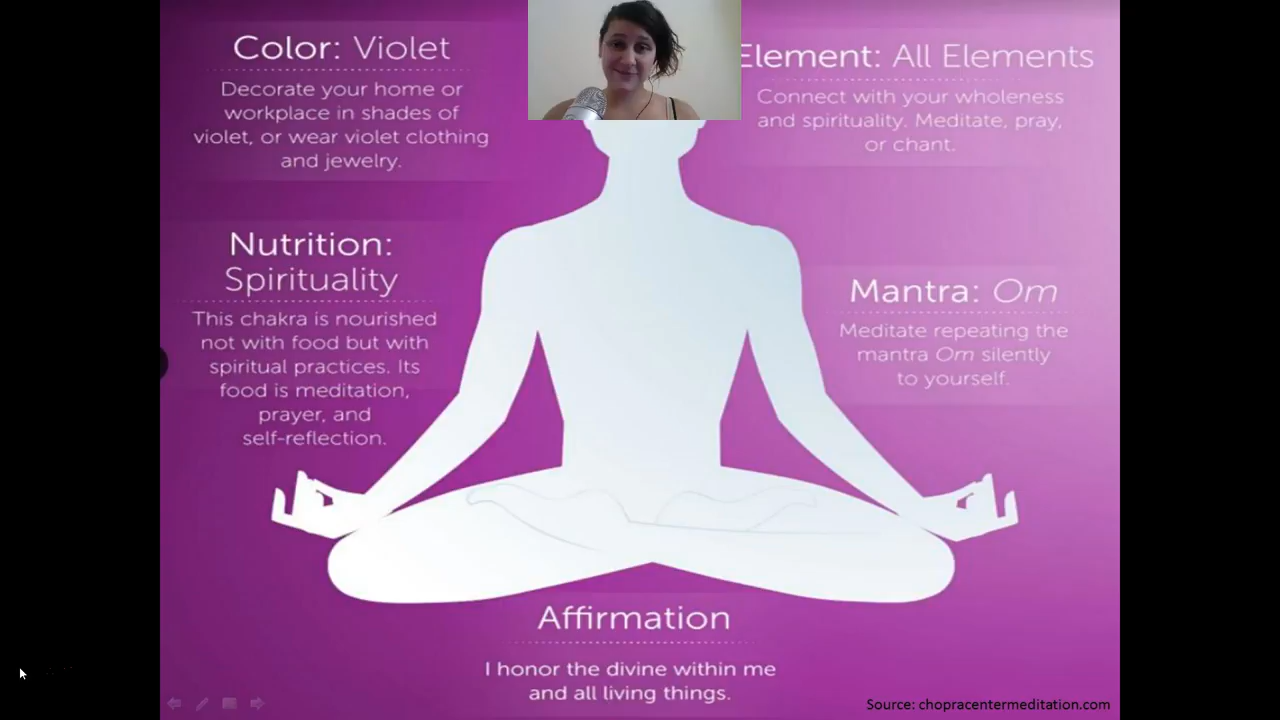 Color: Violet
Decorate your home or
workplace in shades of
violet, or wear violet clothing
and jewelry.
Element: All Elements
Connect with your wholeness
and spirituality. Meditate, pray,
or chant.
Nutrition:
Spirituality
This chakra is nourished
not with food but with
spiritual practices. Its
food is meditation,
prayer, and
self-reflection.
Mantra: Om
Meditate repeating the
mantra Om silently
to yourself.
Affirmation
I honor the divine within me
and all living things.
Source: chopracentermeditation.com